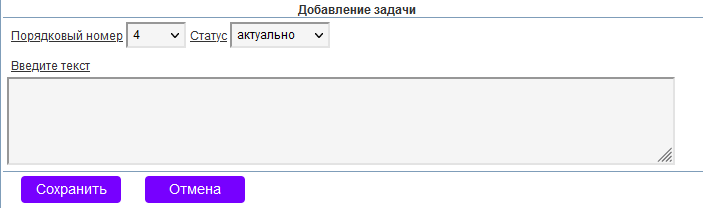 Добавление задачи
Порядковый номер 4 Статус актуально
Введите текст
Сохранить Отмена